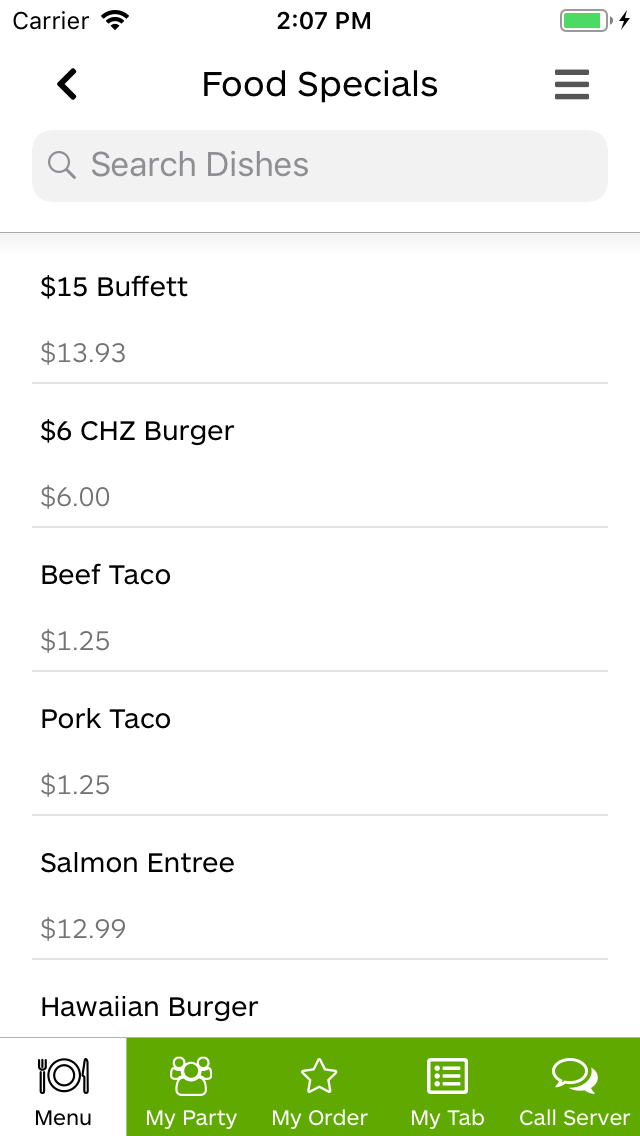 Carrier 2:07 PM
Food Specials
Search Dishes
$15 Buffett
$13.93
$6 CHZ Burger
$6.00
Beef Taco
$1.25
Pork Taco
$1.25
Salmon Entree
$12.99
Hawaiian Burger
Menu My Party My Order My Tab Call Server